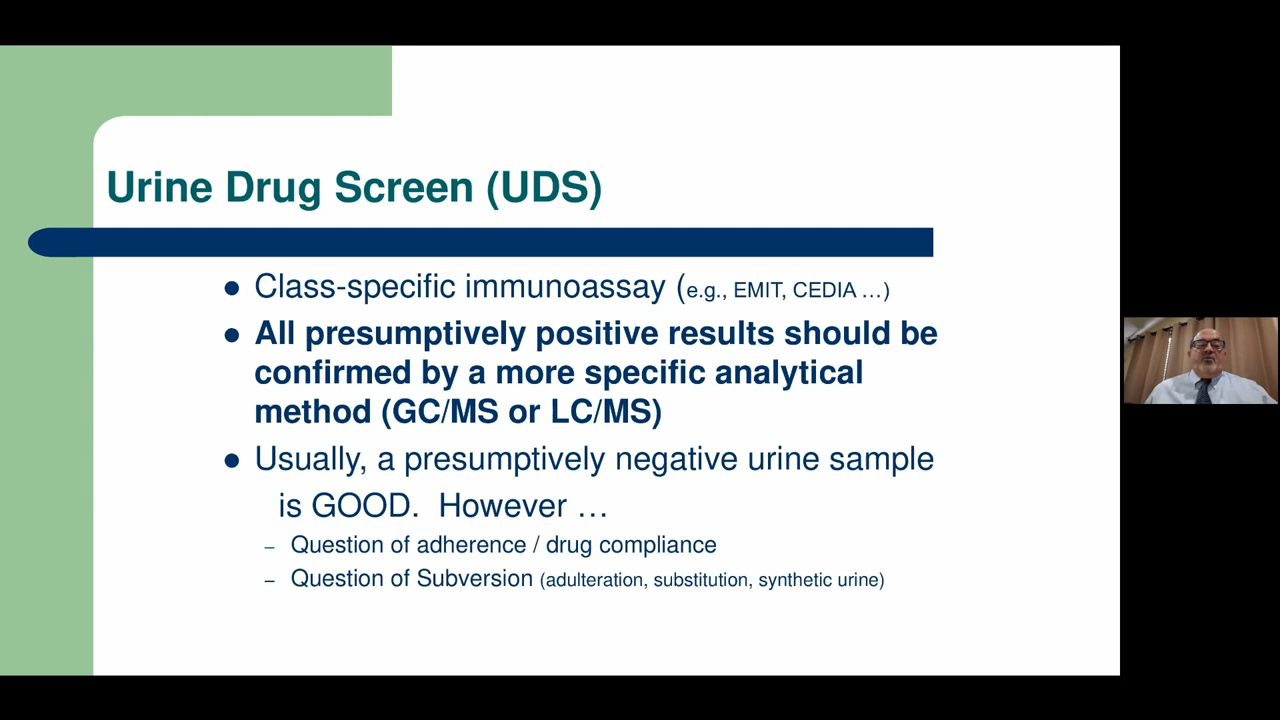 Urine Drug Screen (UDS)
● Class-specific immunoassay (e.g., EMIT, CEDIA …)
● All presumptively positive results should be
confirmed by a more specific analytical
method (GC/MS or LC/MS)
● Usually, a presumptively negative urine sample
is GOOD. However …
– Question of adherence / drug compliance
– Question of Subversion (adulteration, substitution, synthetic urine)